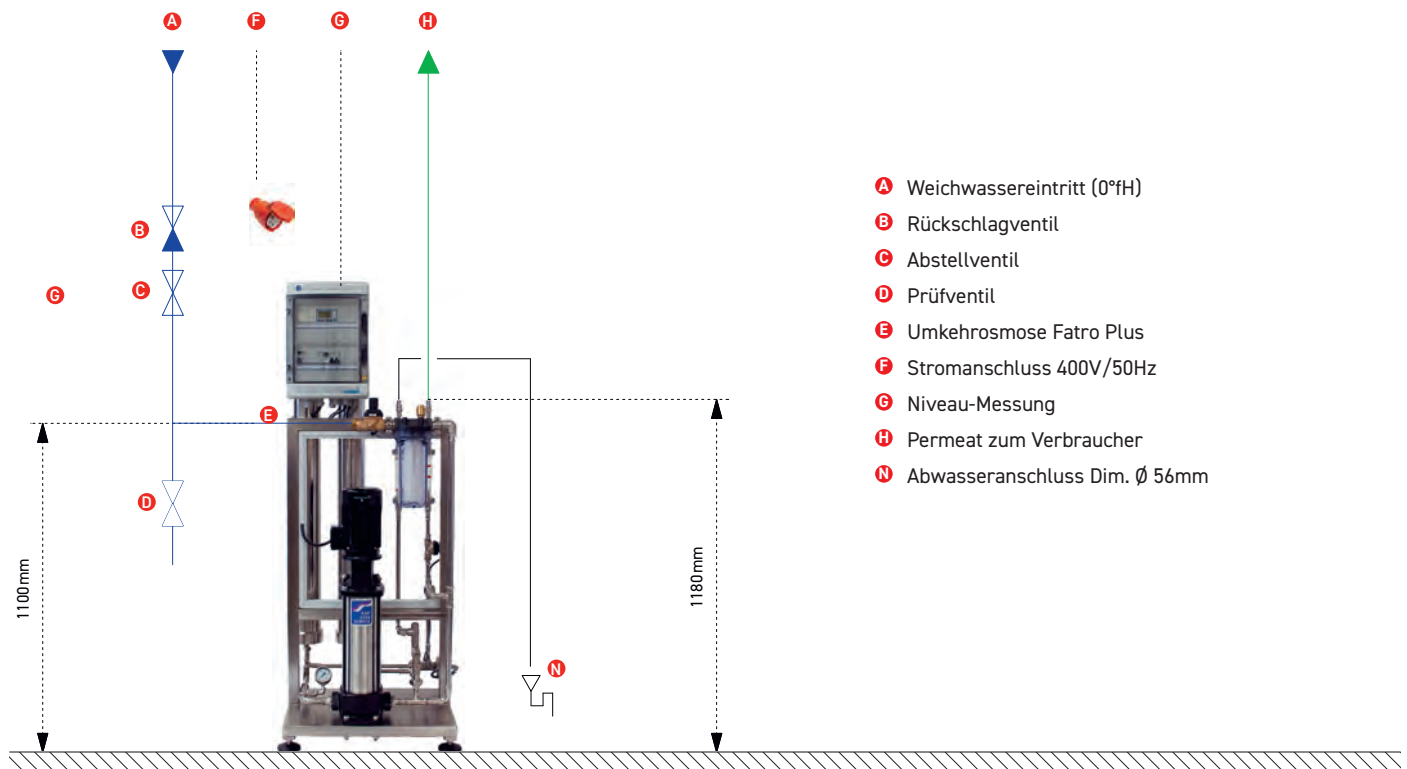 A F G H
B
C
G
E
D
N
1100mm
1180mm
A Weichwassereintritt (0°fH)
B Rückschlagventil
C Abstellventil
D Prüfventil
E Umkehrosmose Fatro Plus
F Stromanschluss 400V/50Hz
G Niveau-Messung
H Permeat zum Verbraucher
N Abwasseranschluss Dim. Ø 56mm